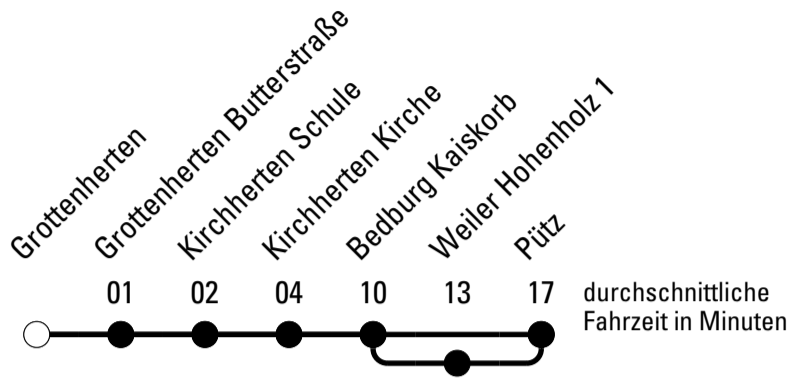 Grottenherten
Grottenherten Butterstraße
Kirchherten Schule
Kirchherten Kirche
Bedburg Kaiskorb
Weiler Hohenholz 1
Pütz
01 02 04 10 13 17
durchschnittliche
Fahrzeit in Minuten